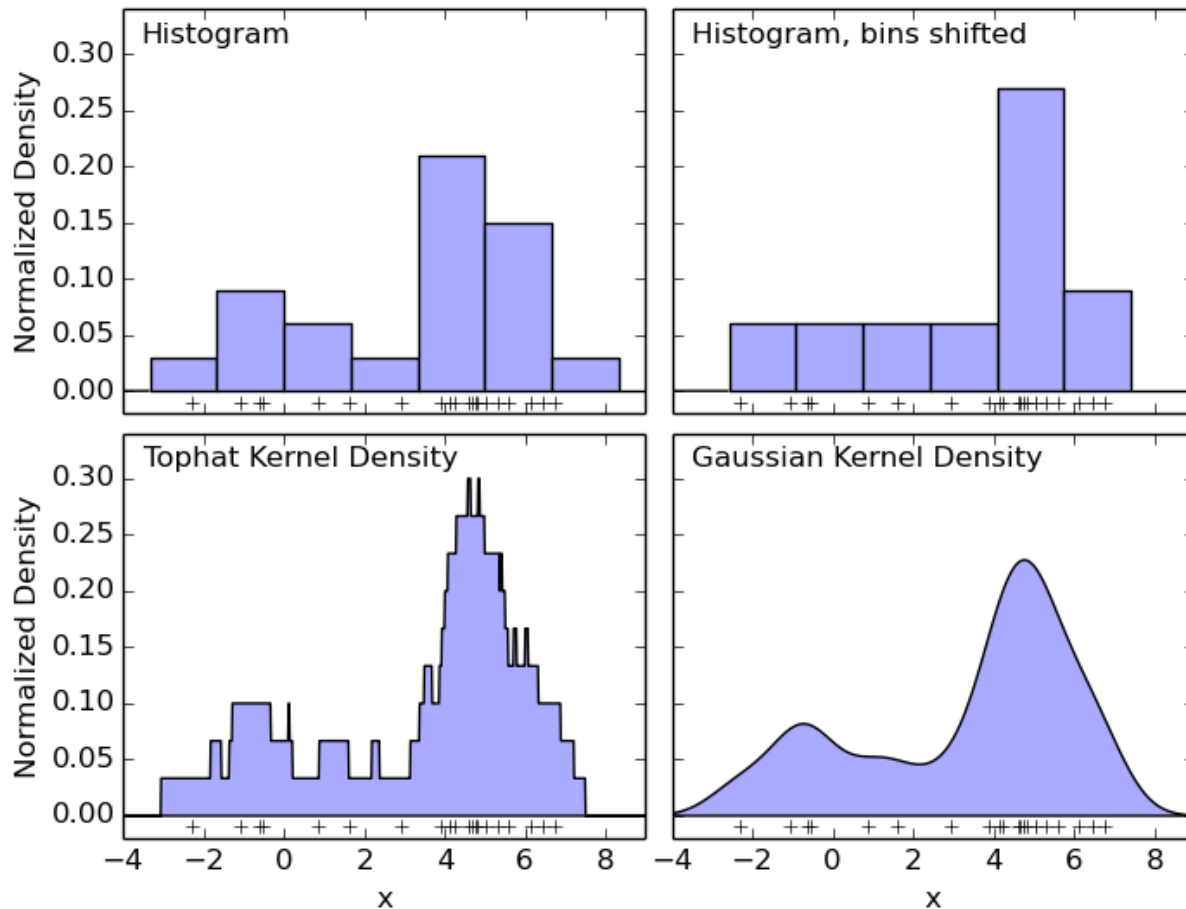 Histogram
Histogram, bins shifted
Normalized Density
0.30
0.25
0.20
0.15
0.10
0.05
0.00
Tophat Kernel Density
Gaussian Kernel Density
Normalized Density
0.30
0.25
0.20
0.15
0.10
0.05
0.00
−4 −2 0 2 4 6 8
−4 −2 0 2 4 6 8
x
x